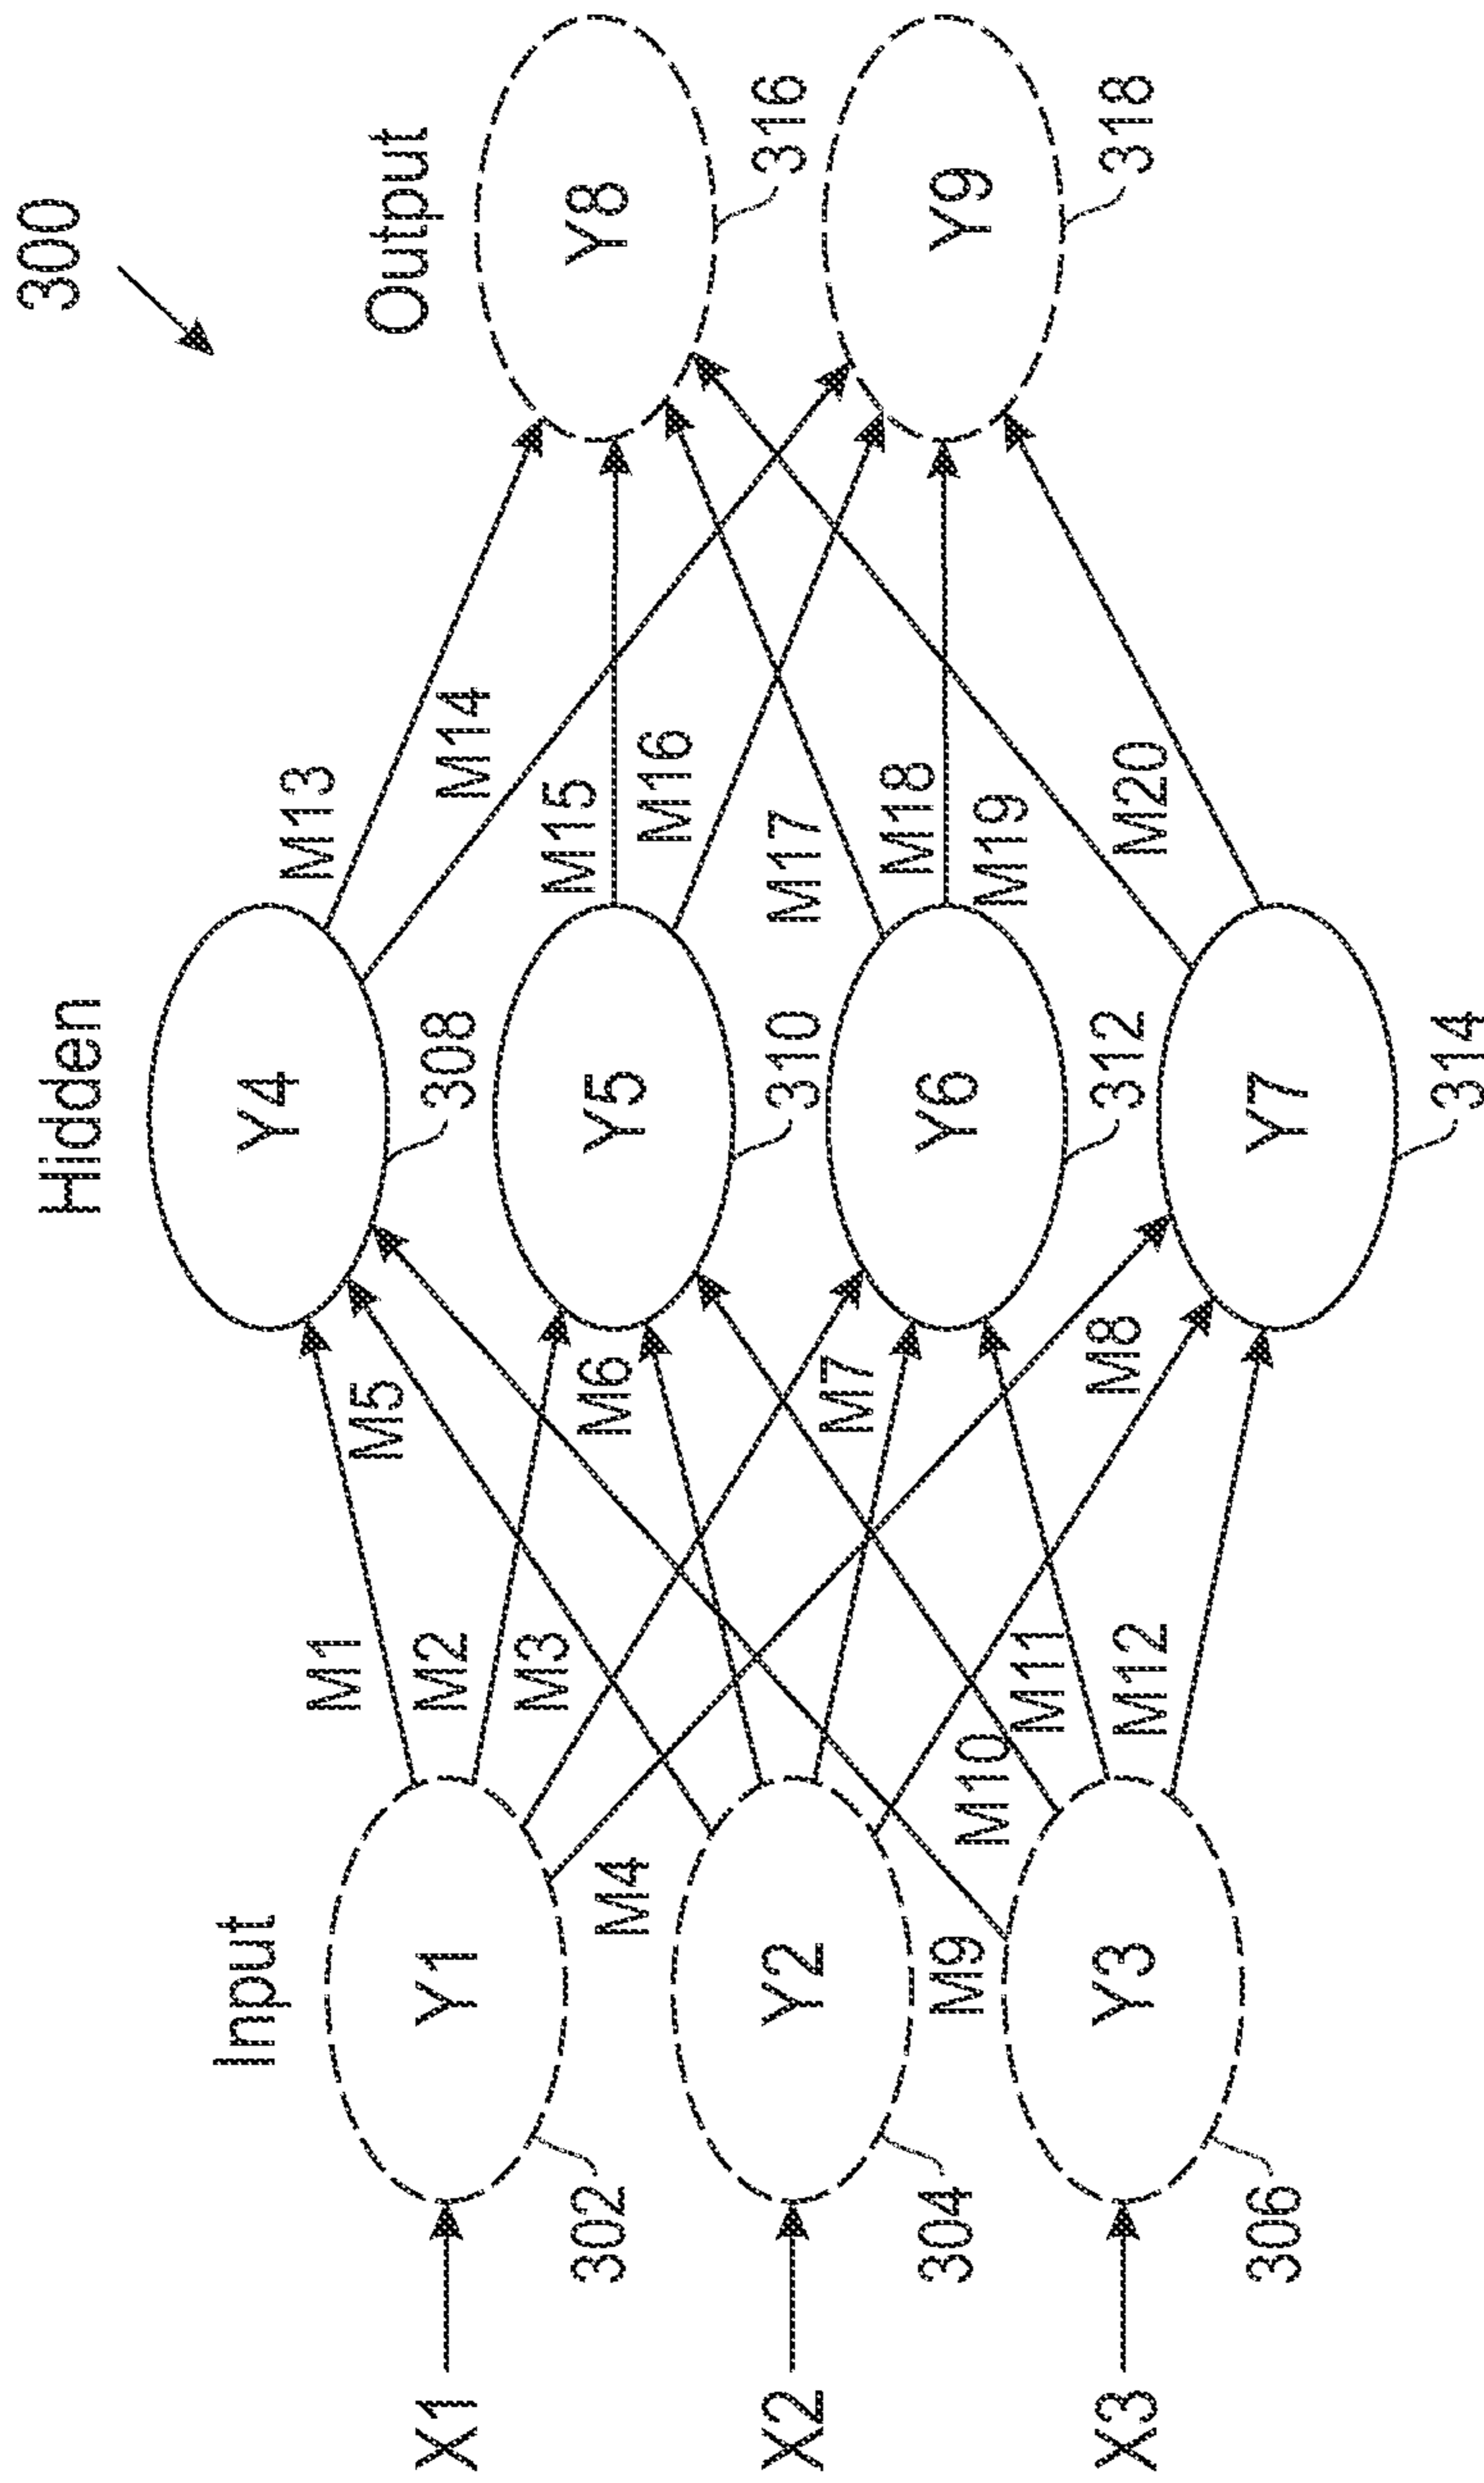 300
Input
Hidden
Output
X1
X2
X3
Y1
302
Y2
304
Y3
306
M1
M2
M3
M4
M5
M6
M7
M8
M9
M10
M11
M12
Y4
308
Y5
310
Y6
312
Y7
314
M13
M14
M15
M16
M17
M18
M19
M20
Y8
316
Y9
318